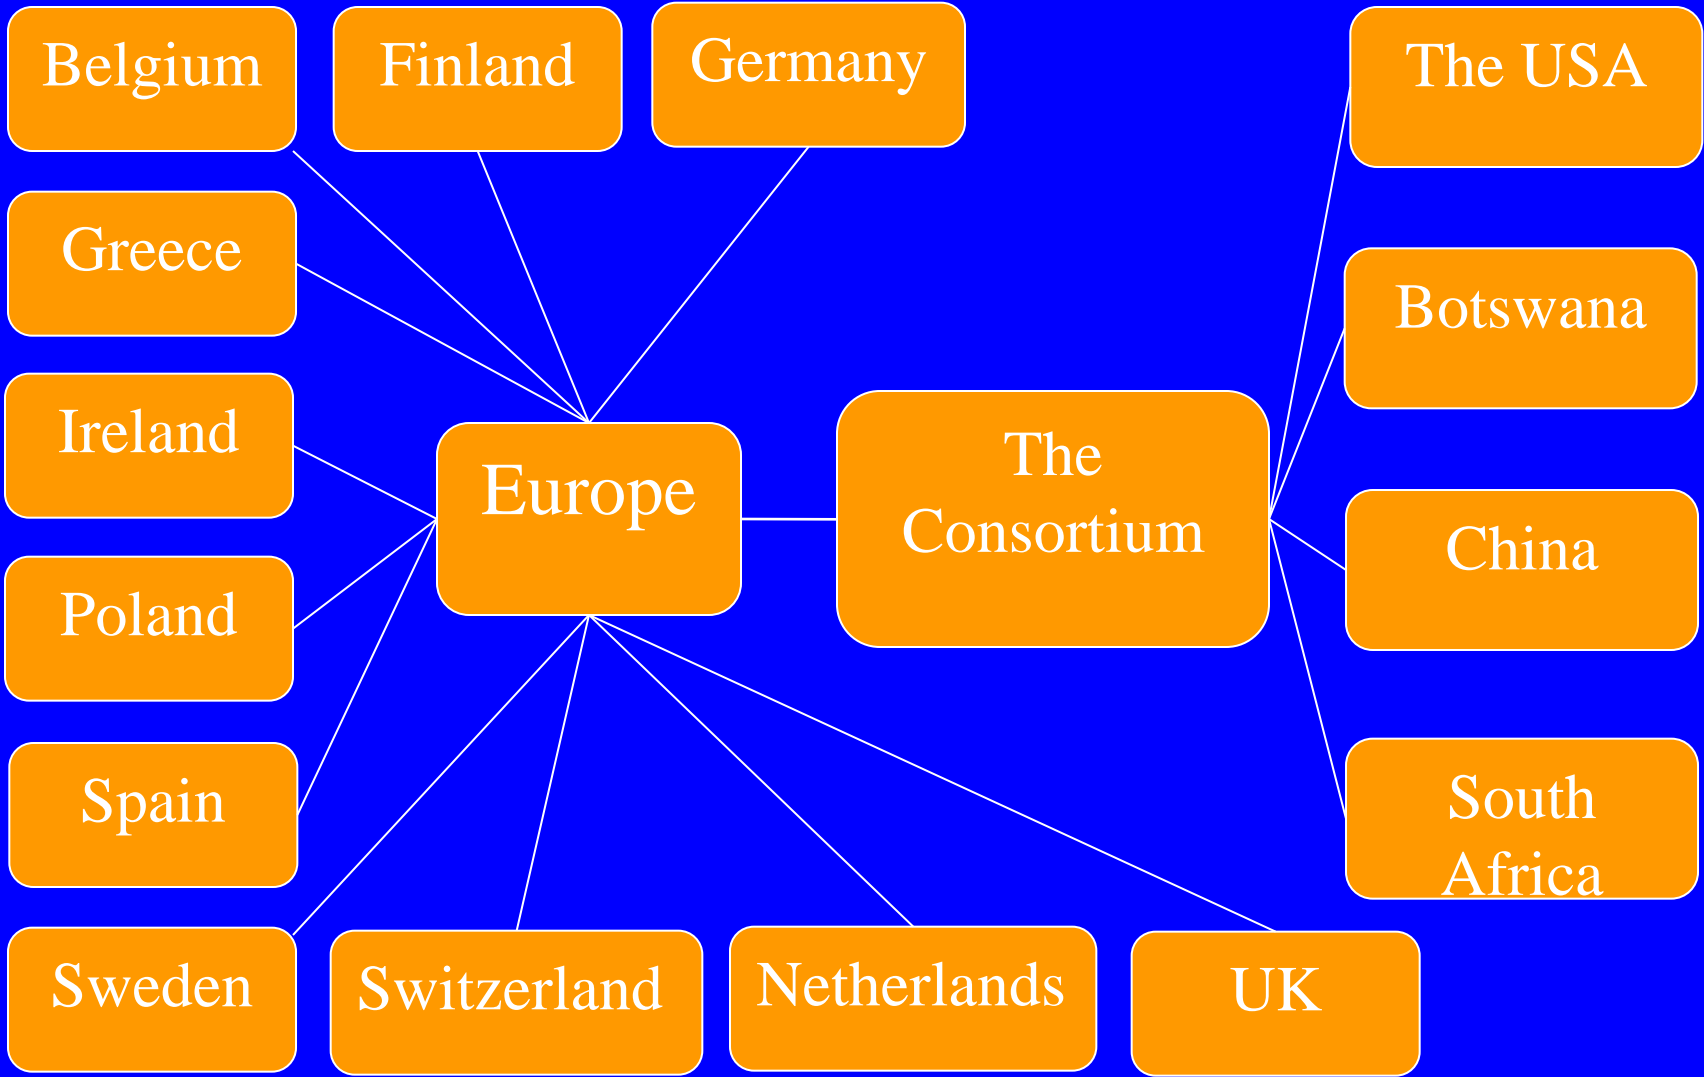 Belgium
Finland
Germany
The USA
Greece
Botswana
Ireland
Europe
The
Consortium
China
Poland
Spain
South
Africa
Sweden
Switzerland
Netherlands
UK